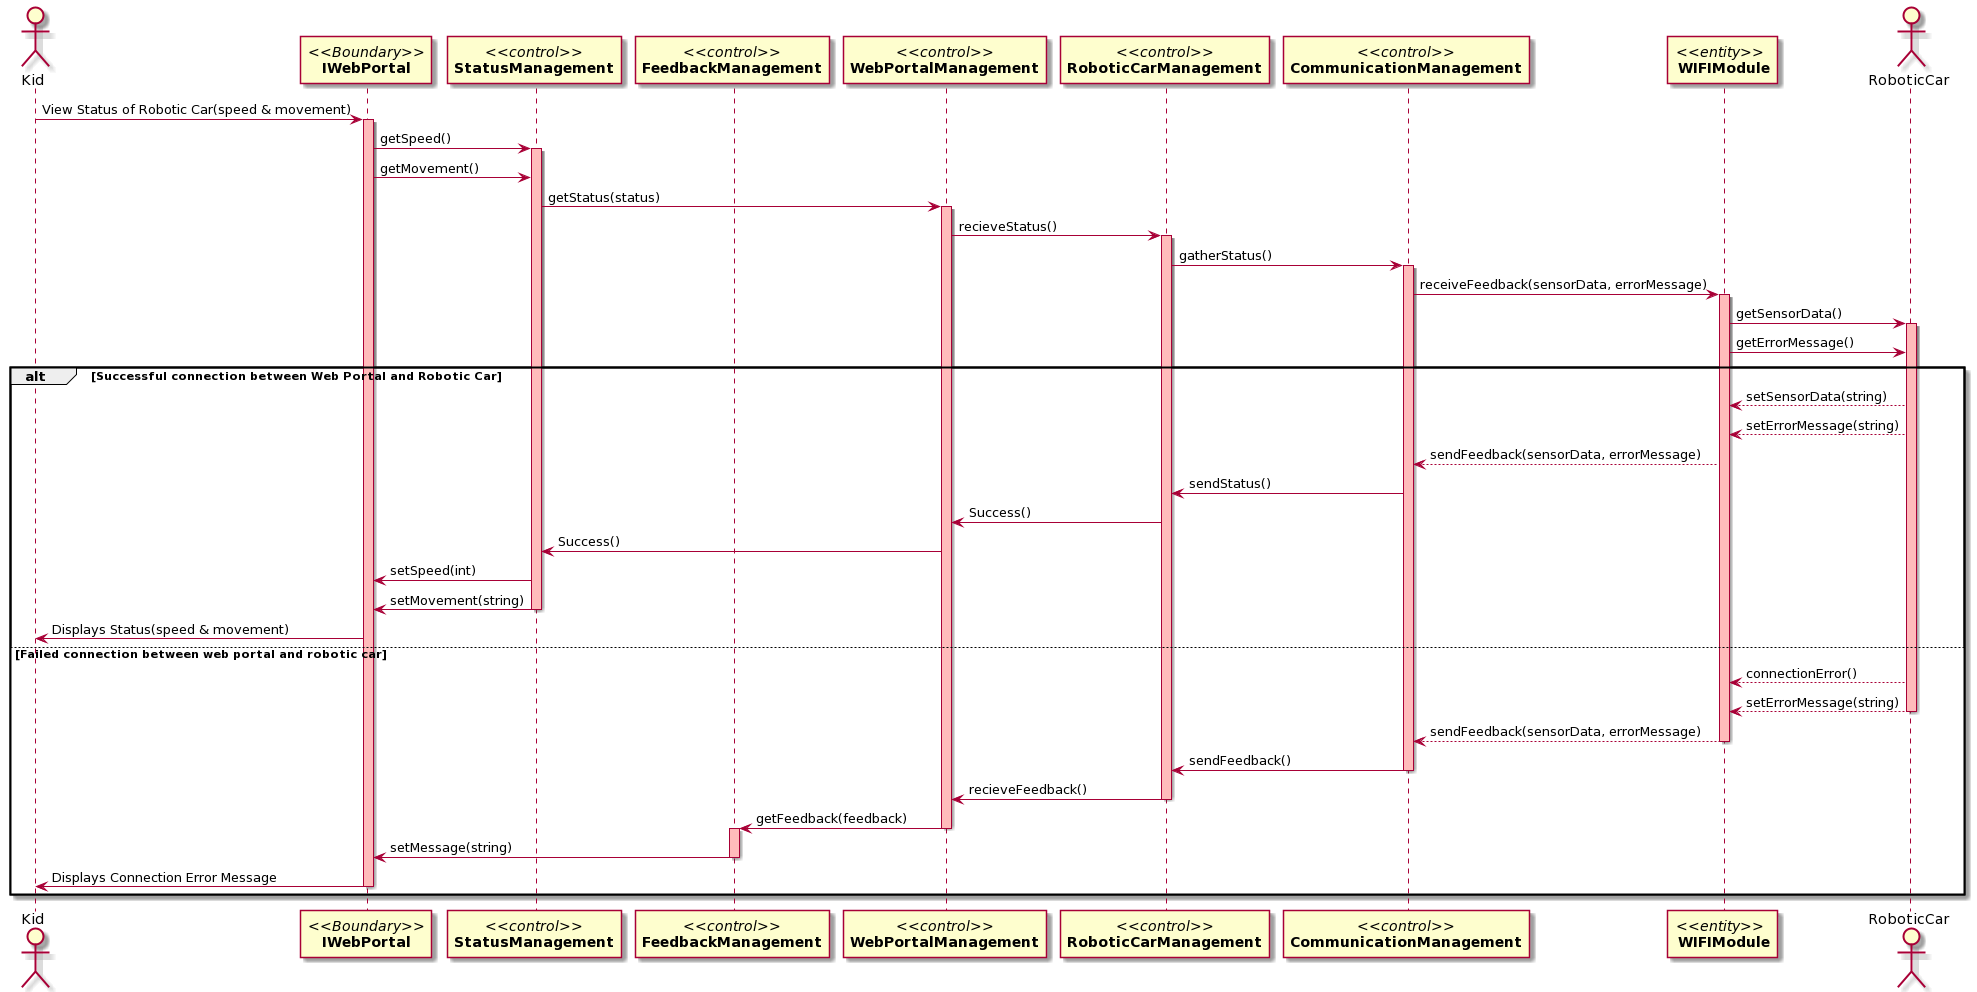 Kid
<<Boundary>>
IWebPortal
<<control>>
StatusManagement
<<control>>
FeedbackManagement
<<control>>
WebPortalManagement
<<control>>
RoboticCarManagement
<<control>>
CommunicationManagement
<<entity>>
WIFIModule
RoboticCar
View Status of Robotic Car(speed & movement)
getSpeed()
getMovement()
getStatus(status)
recieveStatus()
gatherStatus()
receiveFeedback(sensorData, errorMessage)
getSensorData()
getErrorMessage()
alt [Successful connection between Web Portal and Robotic Car]
setSensorData(string)
setErrorMessage(string)
sendFeedback(sensorData, errorMessage)
sendStatus()
Success()
Success()
setSpeed(int)
setMovement(string)
Displays Status(speed & movement)
[Failed connection between web portal and robotic car]
connectionError()
setErrorMessage(string)
sendFeedback(sensorData, errorMessage)
sendFeedback()
recieveFeedback()
getFeedback(feedback)
setMessage(string)
Displays Connection Error Message
Kid
<<Boundary>>
IWebPortal
<<control>>
StatusManagement
<<control>>
FeedbackManagement
<<control>>
WebPortalManagement
<<control>>
RoboticCarManagement
<<control>>
CommunicationManagement
<<entity>>
WIFIModule
RoboticCar